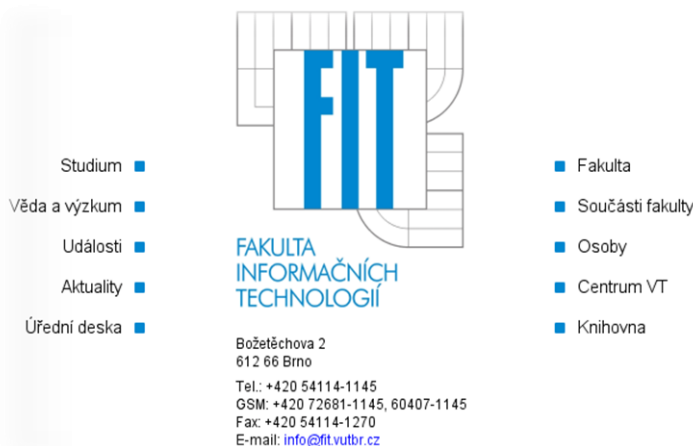 FIT
Studium
Věda a výzkum
Události
Aktuality
Úřední deska
FAKULTA
INFORMAČNÍCH
TECHNOLOGIÍ
Božetěchova 2
612 66 Brno
Tel.: +420 54114-1145
GSM: +420 72681-1145, 60407-1145
Fax: +420 54114-1270
E-mail: info@fit.vutbr.cz
Fakulta
Součásti fakulty
Osoby
Centrum VT
Knihovna